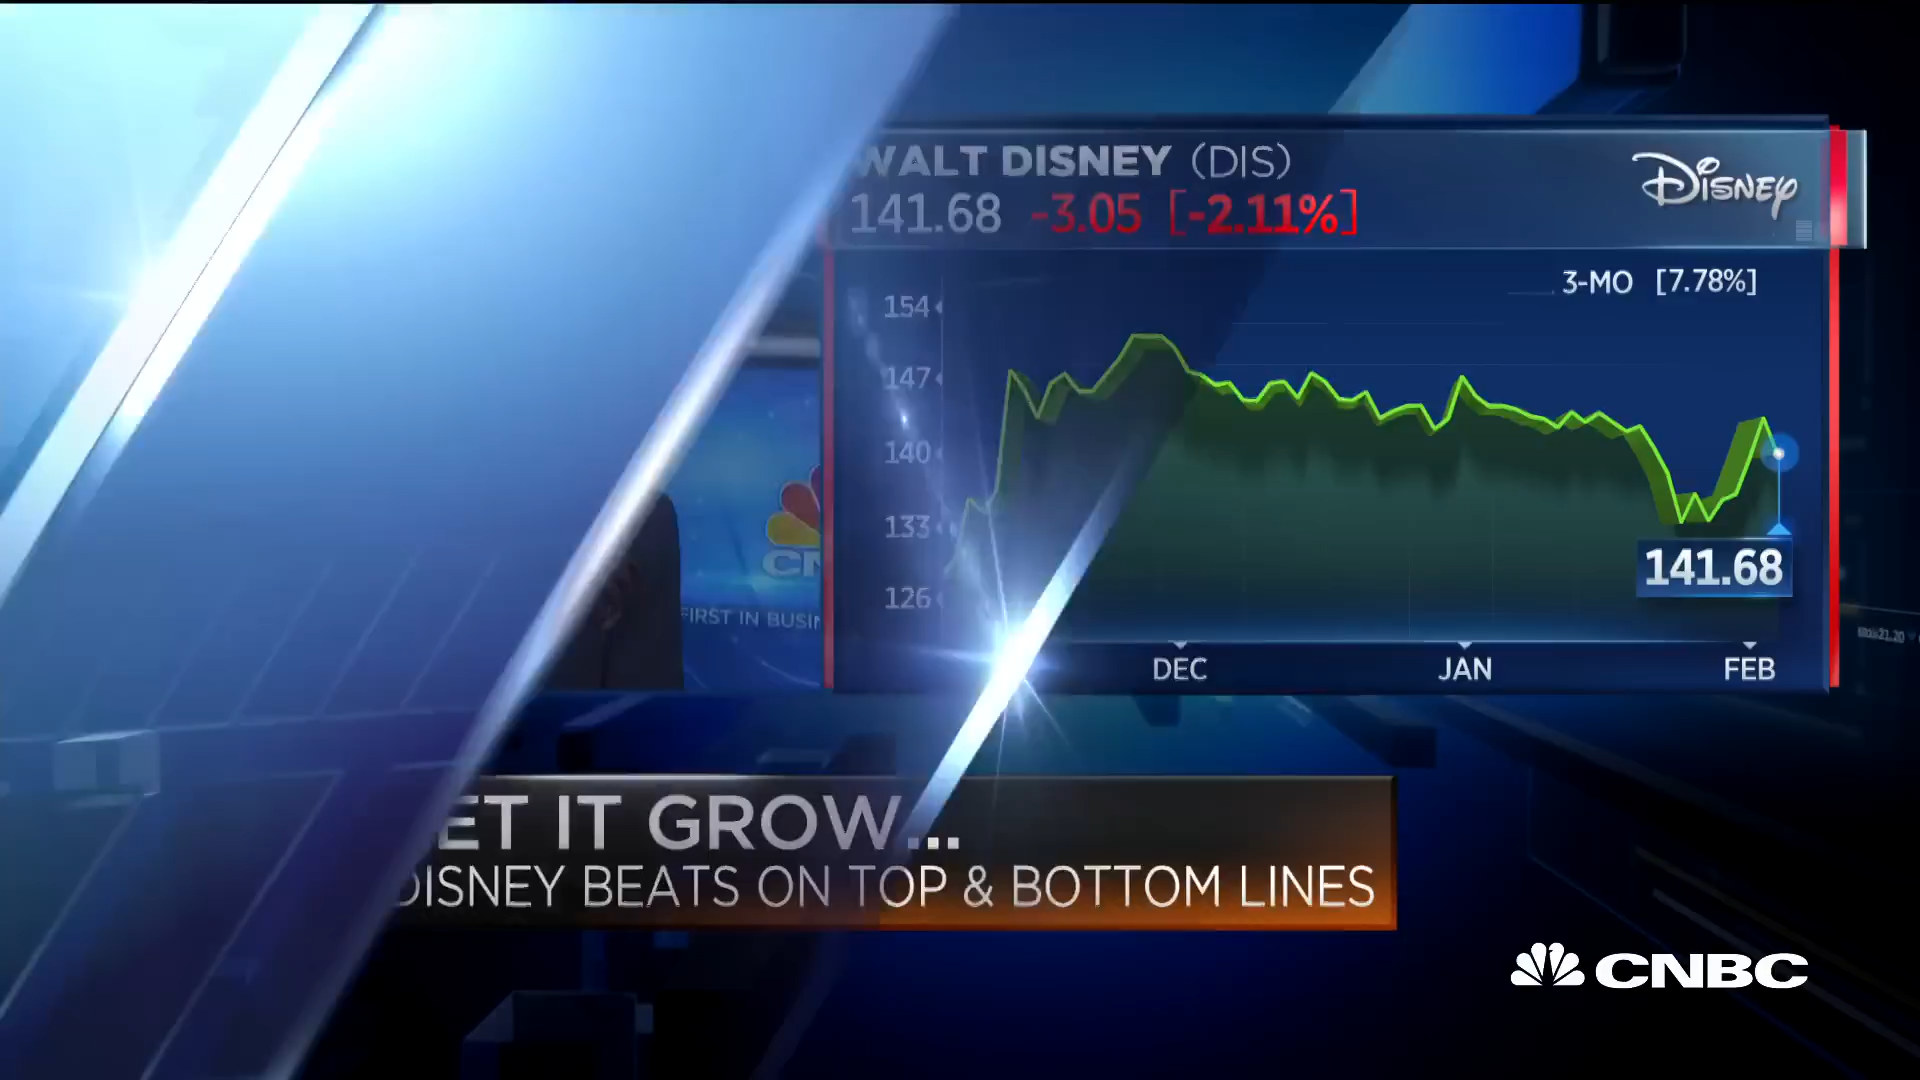 WALT DISNEY (DIS)
Disney
141.68 -3.05 [-2.11%]
3-MO [7.78%]
154
147
140
133
126
141.68
DEC JAN FEB
CN
FIRST IN BUSIN
ET IT GROW...
DISNEY BEATS ON TOP & BOTTOM LINES
CNBC